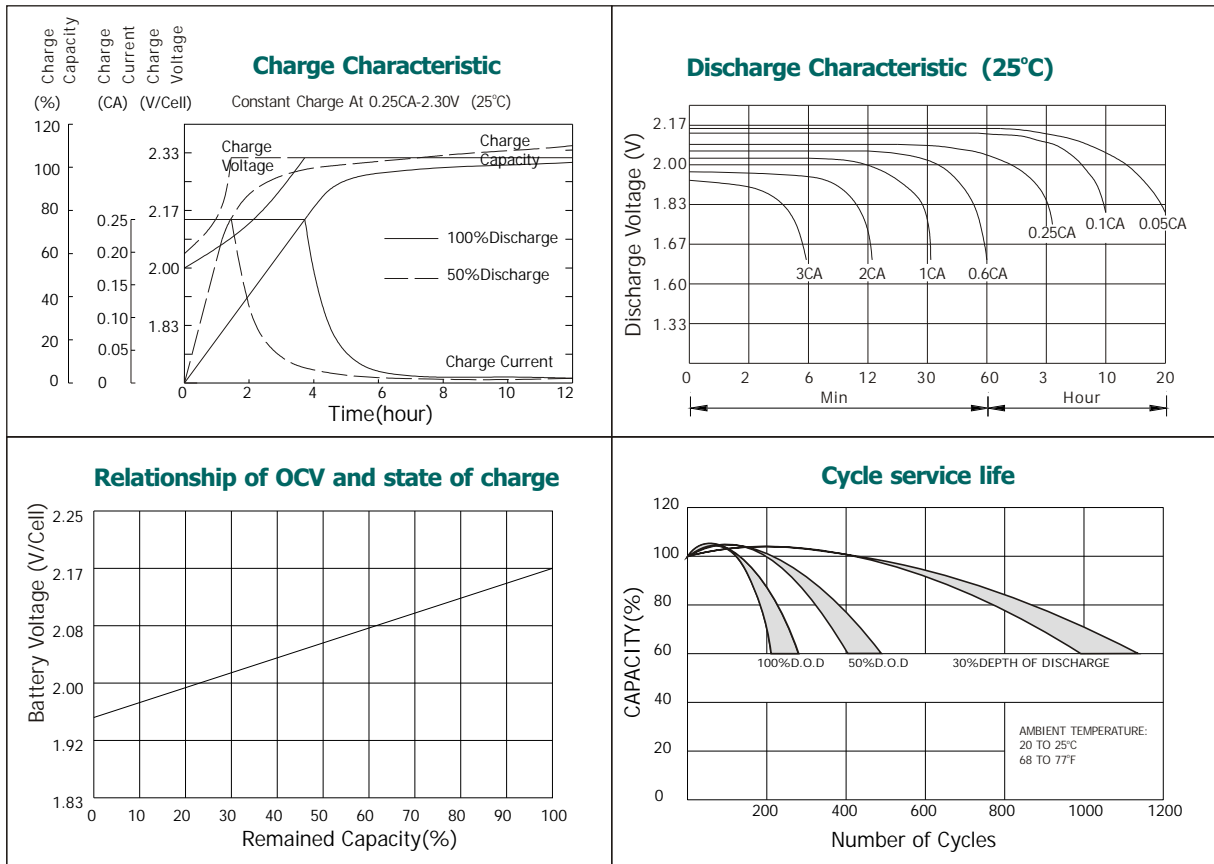 Charge Capacity
Charge Current
Charge Voltage
(%) (CA) (V/Cell)
Charge Characteristic
Constant Charge At 0.25CA-2.30V (25°C)
120
100
80
60
40
20
0
0.25
0.20
0.15
0.10
0.05
0
2.33
2.17
2.00
1.83
Charge Voltage
Charge Capacity
100%Discharge
50%Discharge
Charge Current
0 2 4 6 8 10 12
Time(hour)
Discharge Characteristic (25°C)
Discharge Voltage (V)
2.17
2.00
1.83
1.67
1.60
1.33
3CA 2CA 1CA 0.6CA 0.25CA 0.1CA 0.05CA
0 2 6 12 30 60 3 10 20
Min Hour
Relationship of OCV and state of charge
Battery Voltage (V/Cell)
2.25
2.17
2.08
2.00
1.92
1.83
0 10 20 30 40 50 60 70 80 90 100
Remained Capacity(%)
Cycle service life
CAPACITY(%)
120
100
80
60
40
20
0
100%D.O.D 50%D.O.D 30%DEPTH OF DISCHARGE
AMBIENT TEMPERATURE:
20 TO 25°C
68 TO 77°F
200 400 600 800 1000 1200
Number of Cycles